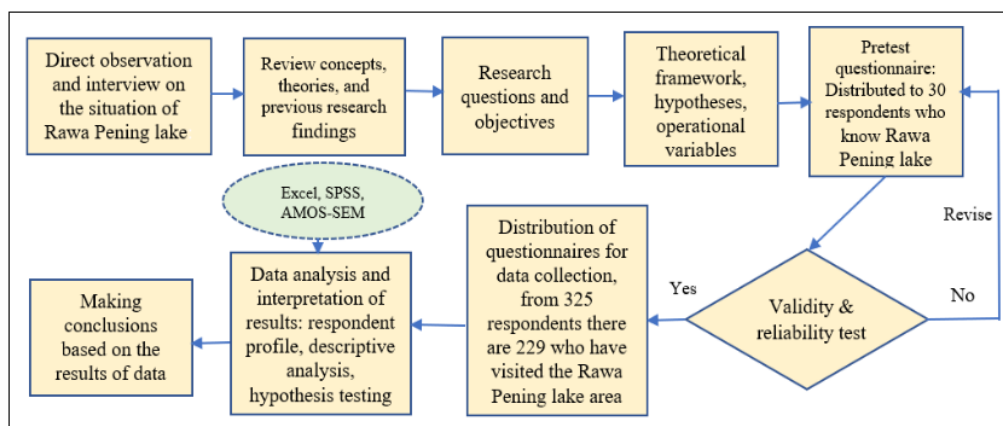 Direct observation
and interview on
the situation of
Rawa Pening lake
Review concepts,
theories, and
previous research
findings
Research
questions and
objectives
Theoretical
framework,
hypotheses,
operational
variables
Pretest
questionnaire:
Distributed to 30
respondents who
know Rawa
Pening lake
Revise
No
Validity &
reliability test
Yes
Distribution of
questionnaires for
data collection,
from 325
respondents there
are 229 who have
visited the Rawa
Pening lake area
Excel, SPSS,
AMOS-SEM
Data analysis and
interpretation of
results: respondent
profile, descriptive
analysis,
hypothesis testing
Making
conclusions
based on the
results of data